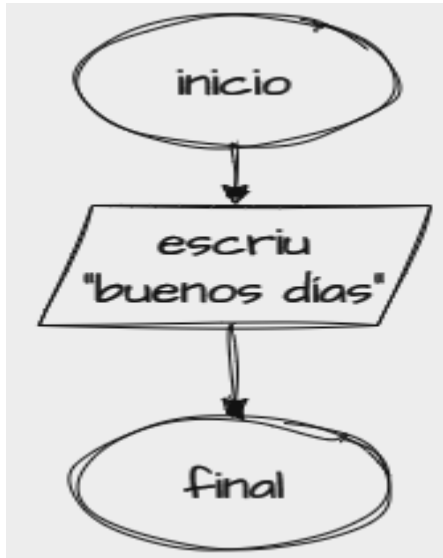 inicio
escriu
"buenos días"
final